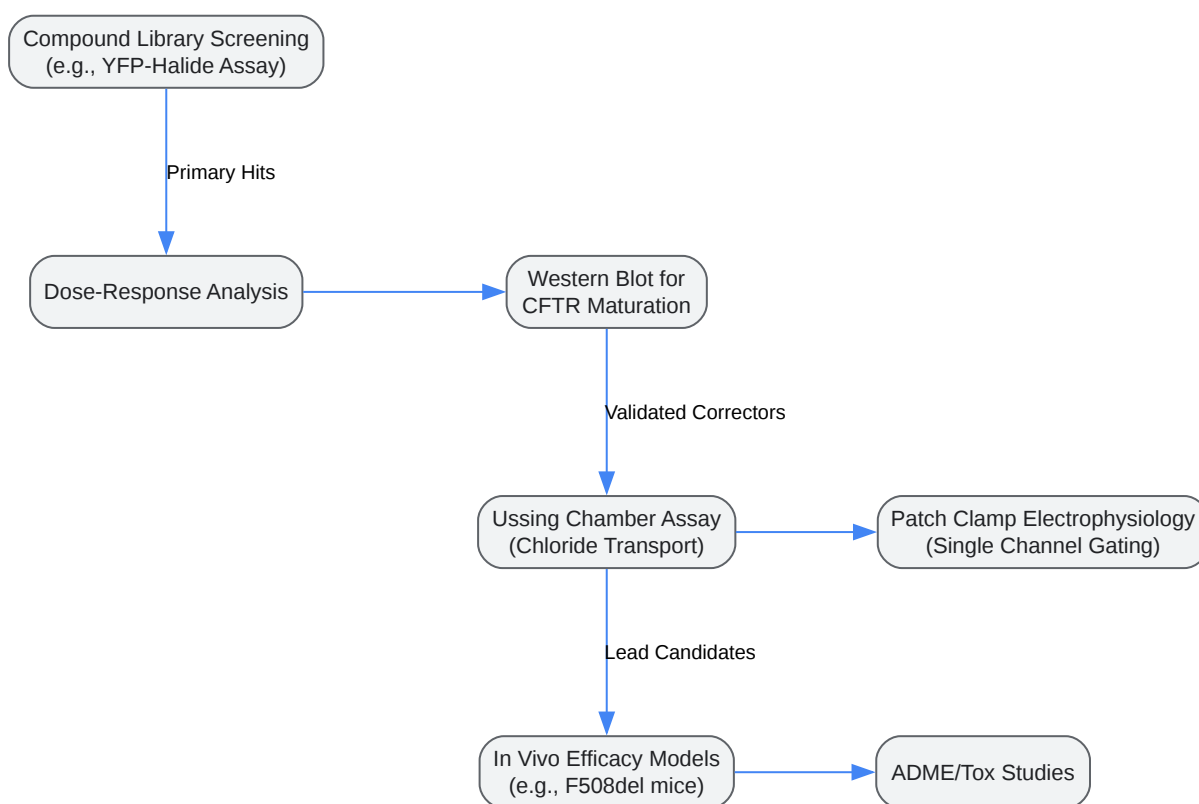 Compound Library Screening
(e.g., YFP-Halide Assay)
Primary Hits
Dose-Response Analysis
Western Blot for
CFTR Maturation
Validated Correctors
Ussing Chamber Assay
(Chloride Transport)
Patch Clamp Electrophysiology
(Single Channel Gating)
Lead Candidates
In Vivo Efficacy Models
(e.g., F508del mice)
ADME/Tox Studies